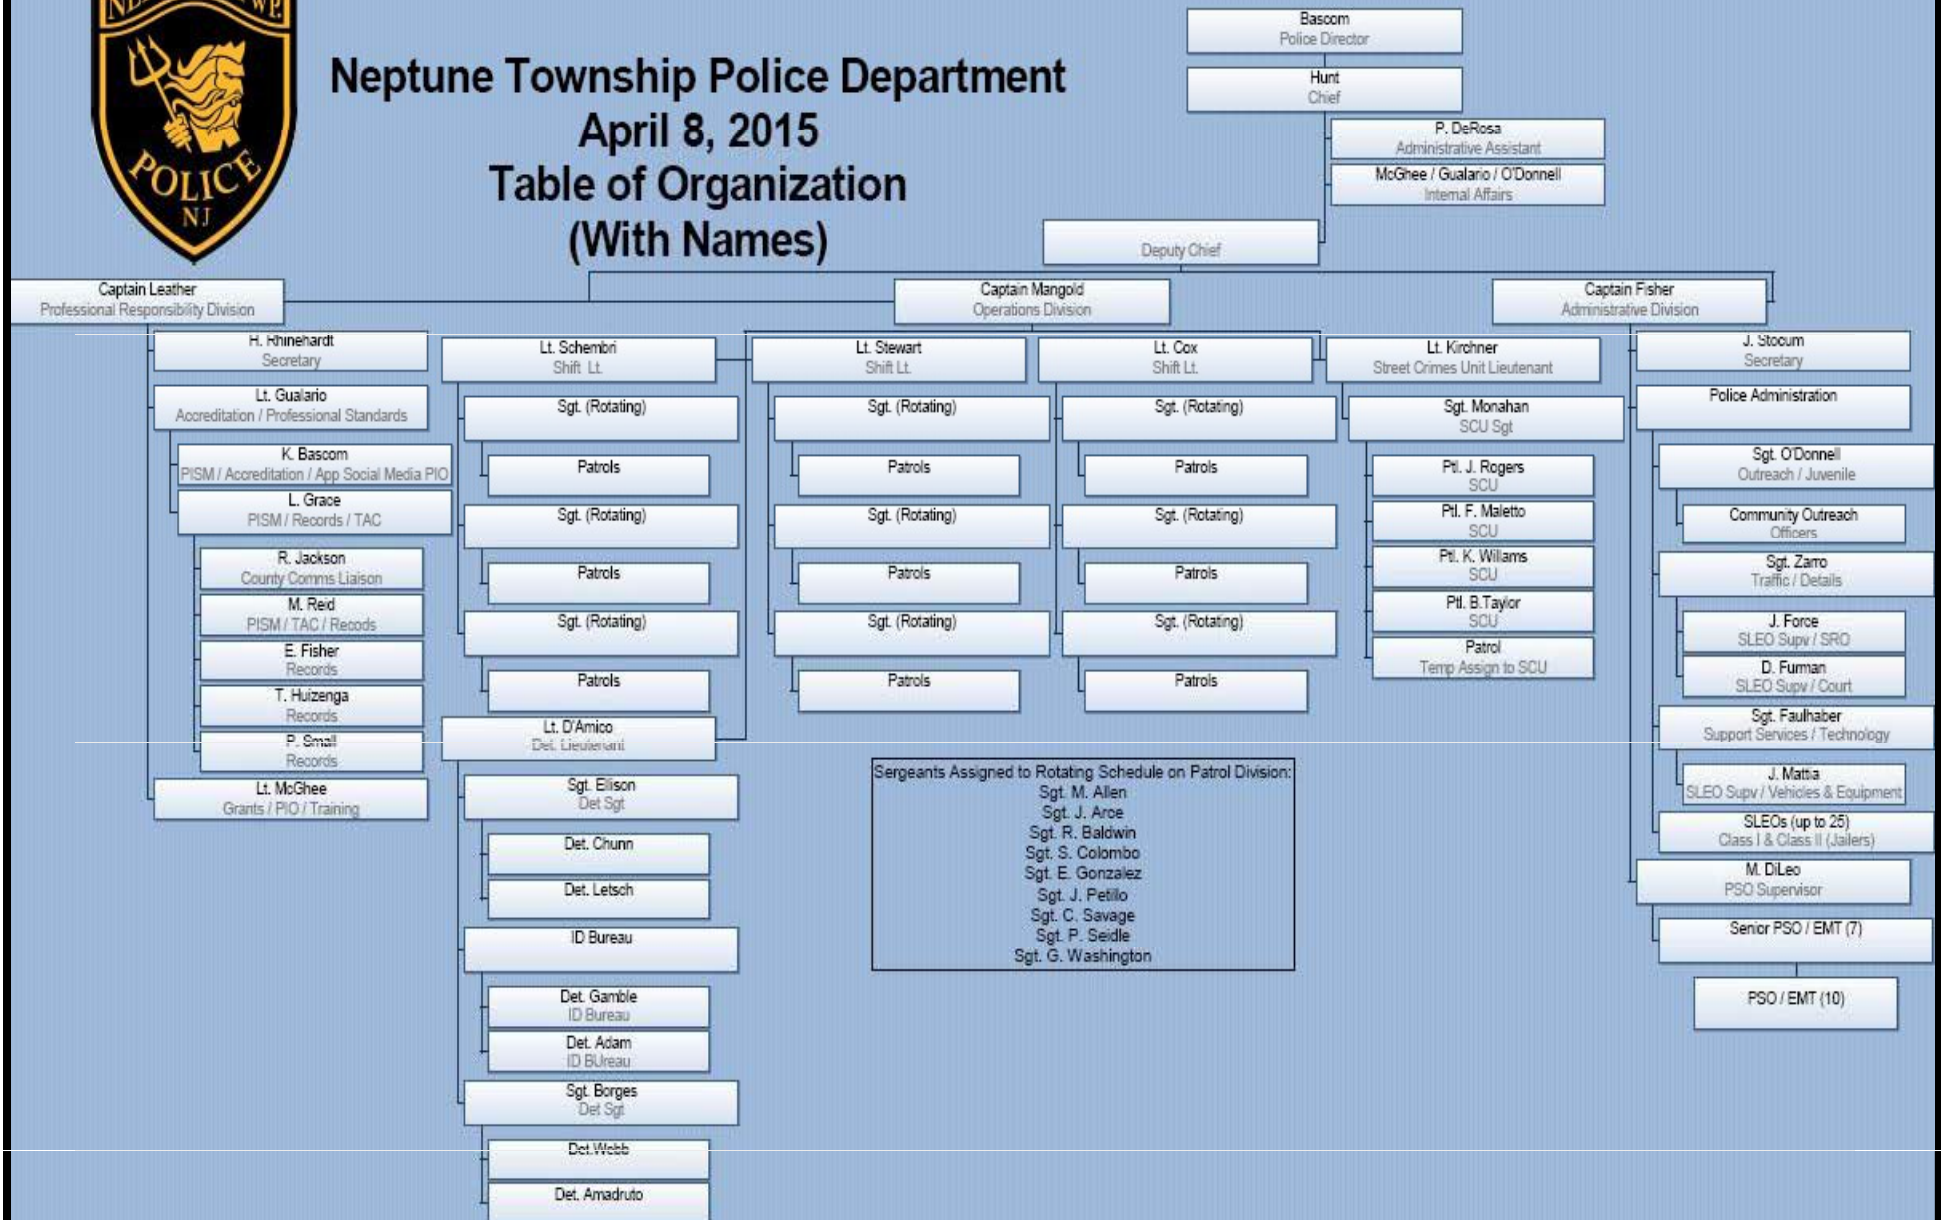 POLICE
NJ
Neptune Township Police Department
April 8, 2015
Table of Organization
(With Names)
Bascom
Police Director
Hunt
Chief
P. DeRosa
Administrative Assistant
McGhee / Gualario / O'Donnell
Internal Affairs
Deputy Chief
Captain Leather
Professional Responsibility Division
H. Rhinehardt
Secretary
Lt. Gualario
Accreditation / Professional Standards
K. Bascom
PISM / Accreditation / App Social Media PIO
L. Grace
PISM / Records / TAC
R. Jackson
County Comms Liaison
M. Reid
PISM / TAC / Recods
E. Fisher
Records
T. Huizenga
Records
P. Small
Records
Lt. McGhee
Grants / PIO / Training
Captain Mangold
Operations Division
Lt. Schembri
Shift Lt.
Sgt. (Rotating)
Patrols
Sgt. (Rotating)
Patrols
Sgt. (Rotating)
Patrols
Lt. D'Amico
Det. Lieutenant
Sgt. Ellison
Det Sgt
Det. Chunn
Det. Letsch
ID Bureau
Det. Gamble
ID Bureau
Det. Adam
ID BUreau
Sgt. Borges
Det Sgt
Det.Webb
Det. Amadruto
Lt. Stewart
Shift Lt.
Sgt. (Rotating)
Patrols
Sgt. (Rotating)
Patrols
Sgt. (Rotating)
Patrols
Lt. Cox
Shift Lt.
Sgt. (Rotating)
Patrols
Sgt. (Rotating)
Patrols
Sgt. (Rotating)
Patrols
Lt. Kirchner
Street Crimes Unit Lieutenant
Sgt. Monahan
SCU Sgt
Ptl. J. Rogers
SCU
Ptl. F. Maletto
SCU
Ptl. K. Willams
SCU
Ptl. B.Taylor
SCU
Patrol
Temp Assign to SCU
Sergeants Assigned to Rotating Schedule on Patrol Division:
Sgt. M. Allen
Sgt. J. Arce
Sgt. R. Baldwin
Sgt. S. Colombo
Sgt. E. Gonzalez
Sgt. J. Petillo
Sgt. C. Savage
Sgt. P. Seidle
Sgt. G. Washington
Captain Fisher
Administrative Division
J. Stocum
Secretary
Police Administration
Sgt. O'Donnell
Outreach / Juvenile
Community Outreach
Officers
Sgt. Zarro
Traffic / Details
J. Force
SLEO Supv / SRO
D. Furman
SLEO Supv / Court
Sgt. Faulhaber
Support Services / Technology
J. Mattia
SLEO Supv / Vehicles & Equipment
SLEOs (up to 25)
Class I & Class II (Jailers)
M. DiLeo
PSO Supervisor
Senior PSO / EMT (7)
PSO / EMT (10)